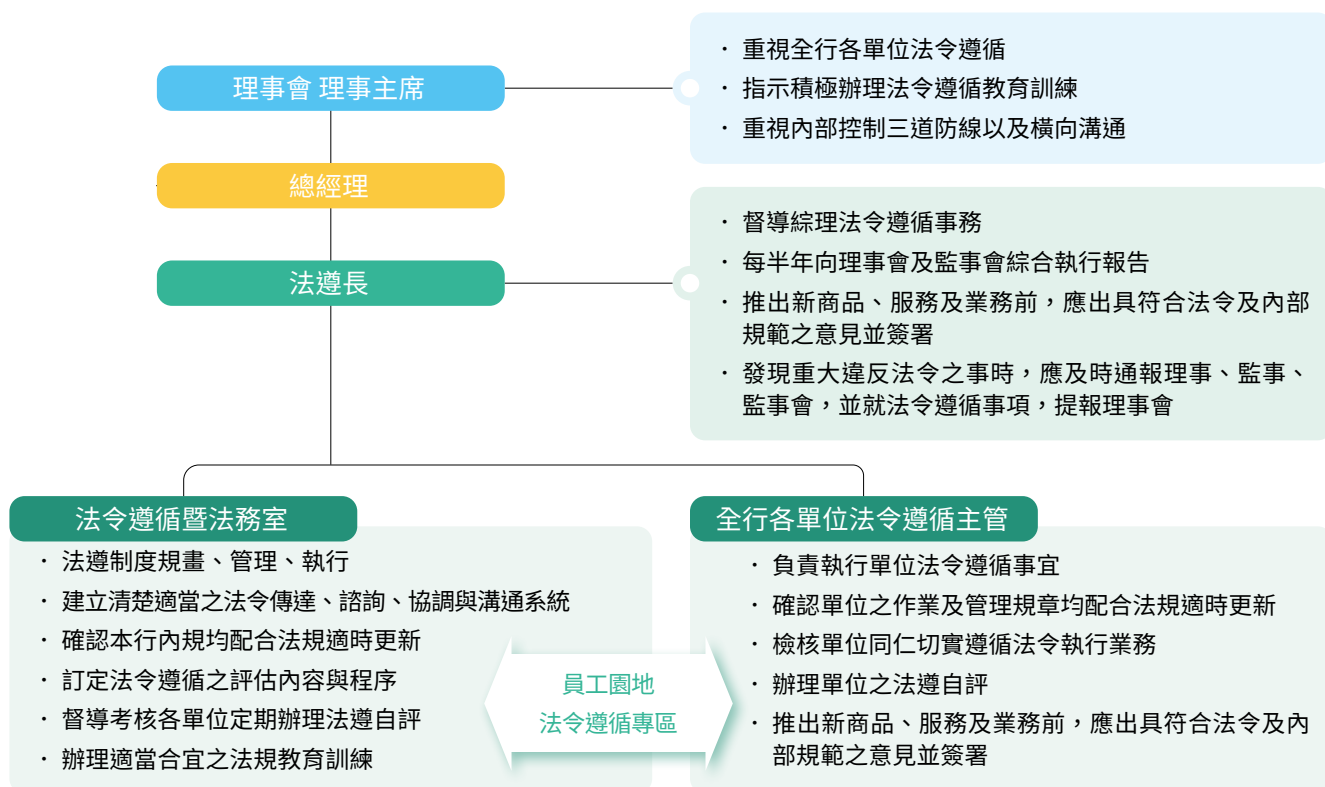 理事會 理事主席
· 重視全行各單位法令遵循
· 指示積極辦理法令遵循教育訓練
· 重視內部控制三道防線以及橫向溝通
總經理
法遵長
· 督導綜理法令遵循事務
· 每半年向理事會及監事會綜合執行報告
· 推出新商品、服務及業務前，應出具符合法令及內部
規範之意見並簽署
· 發現重大違反法令之事時，應及時通報理事、監事、
監事會，並就法令遵循事項，提報理事會
法令遵循暨法務室
· 法遵制度規畫、管理、執行
· 建立清楚適當之法令傳達、諮詢、協調與溝通系統
· 確認本行內規均配合法規適時更新
· 訂定法令遵循之評估內容與程序
· 督導考核各單位定期辦理法遵自評
· 辦理適當合宜之法規教育訓練
員工園地
法令遵循專區
全行各單位法令遵循主管
· 負責執行單位法令遵循事宜
· 確認單位之作業及管理規章均配合法規適時更新
· 檢核單位同仁切實遵循法令執行業務
· 辦理單位之法遵自評
· 推出新商品、服務及業務前，應出具符合法令及內
部規範之意見並簽署